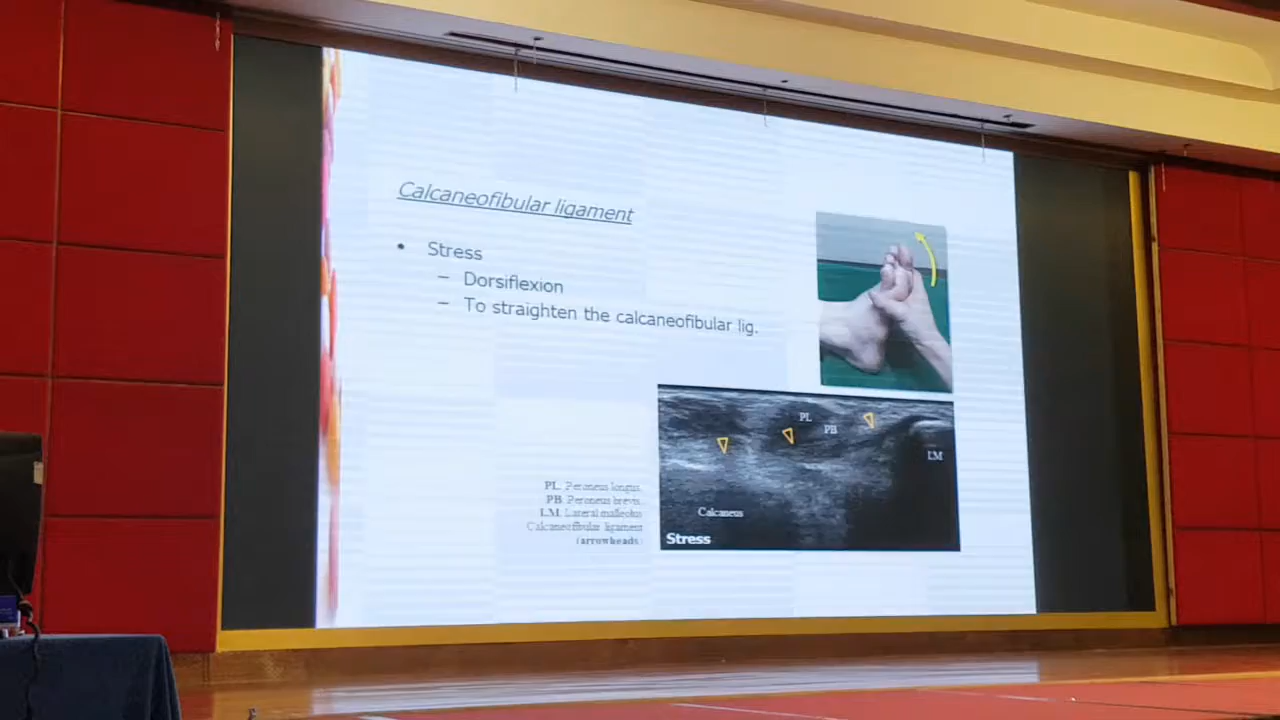 Calcaneofibular ligament
• Stress
– Dorsiflexion
– To straighten the calcaneofibular lig.
PL
PB
LM
Calcaneus
Stress
PL: Peroneus longus
PB: Peroneus brevis
LM: Lateral malleolus
Calcaneofibular ligament
(arrowheads)